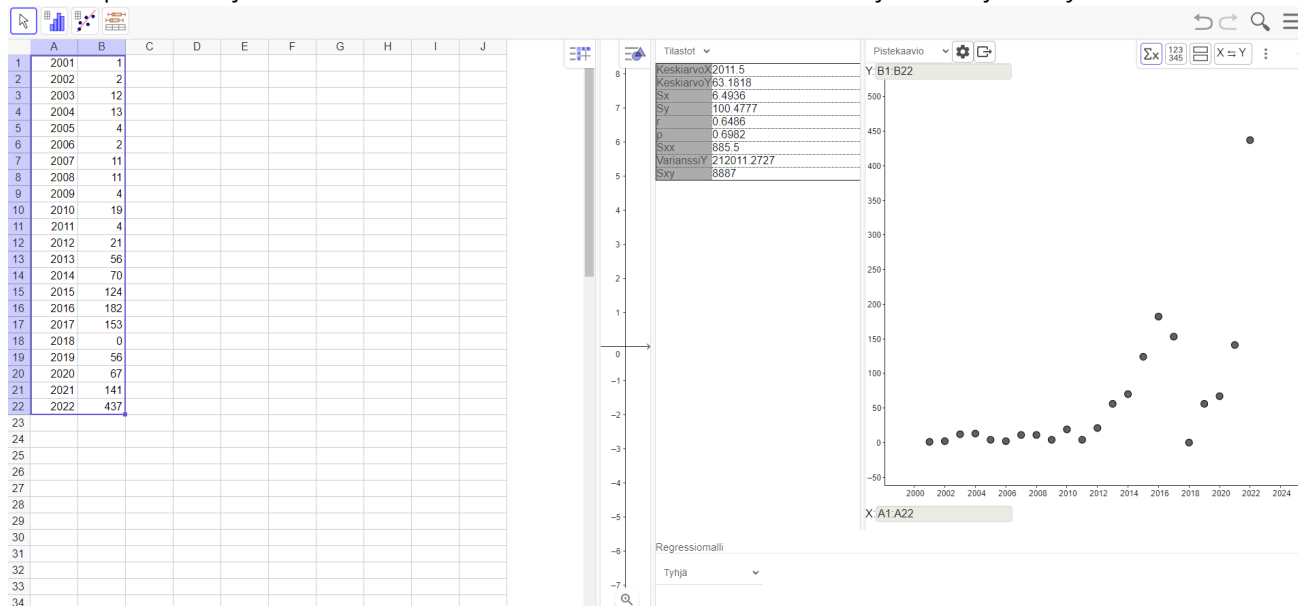 A B C D E F G H I J
1 2001 1
2 2002 2
3 2003 12
4 2004 13
5 2005 4
6 2006 2
7 2007 11
8 2008 11
9 2009 4
10 2010 19
11 2011 4
12 2012 21
13 2013 56
14 2014 70
15 2015 124
16 2016 182
17 2017 153
18 2018 0
19 2019 56
20 2020 67
21 2021 141
22 2022 437
23
24
25
26
27
28
29
30
31
32
33
34
8
7
6
5
4
3
2
1
0
−1
−2
−3
−4
−5
−6
−7
Tilastot
KeskiarvoX 2011.5
KeskiarvoY 63.1818
Sx 6.4936
Sy 100.4777
r 0.6486
ρ 0.6982
Sxx 885.5
VarianssiY 212011.2727
Sxy 8887
Pistekaavio
Σx 123 345 X ⇆ Y
Y: B1:B22
500
450
400
350
300
250
200
150
100
50
0
−50
2000 2002 2004 2006 2008 2010 2012 2014 2016 2018 2020 2022 2024
X: A1:A22
Regressiomalli
Tyhjä